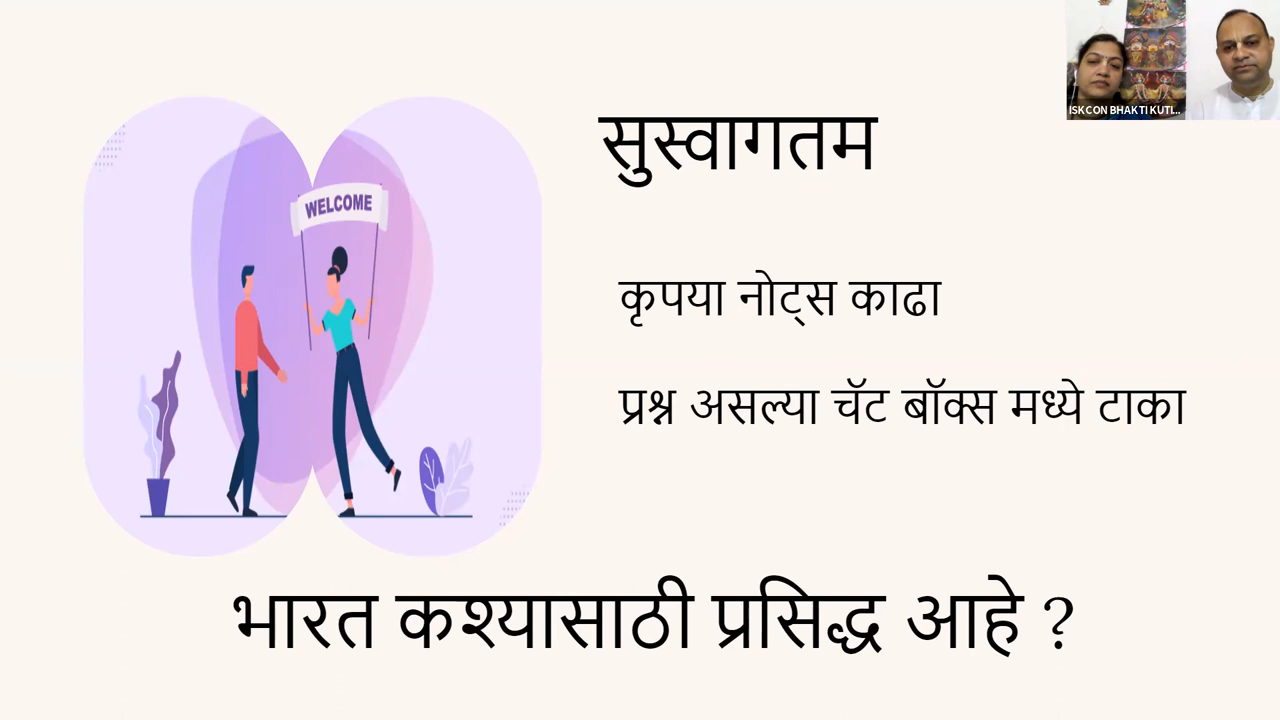 ISKCON BHAKTI KUTI...
सुस्वागतम
WELCOME
कृपया नोट्स काढा
प्रश्न असल्या चॅट बॉक्स मध्ये टाका
भारत कश्यासाठी प्रसिद्ध आहे ?